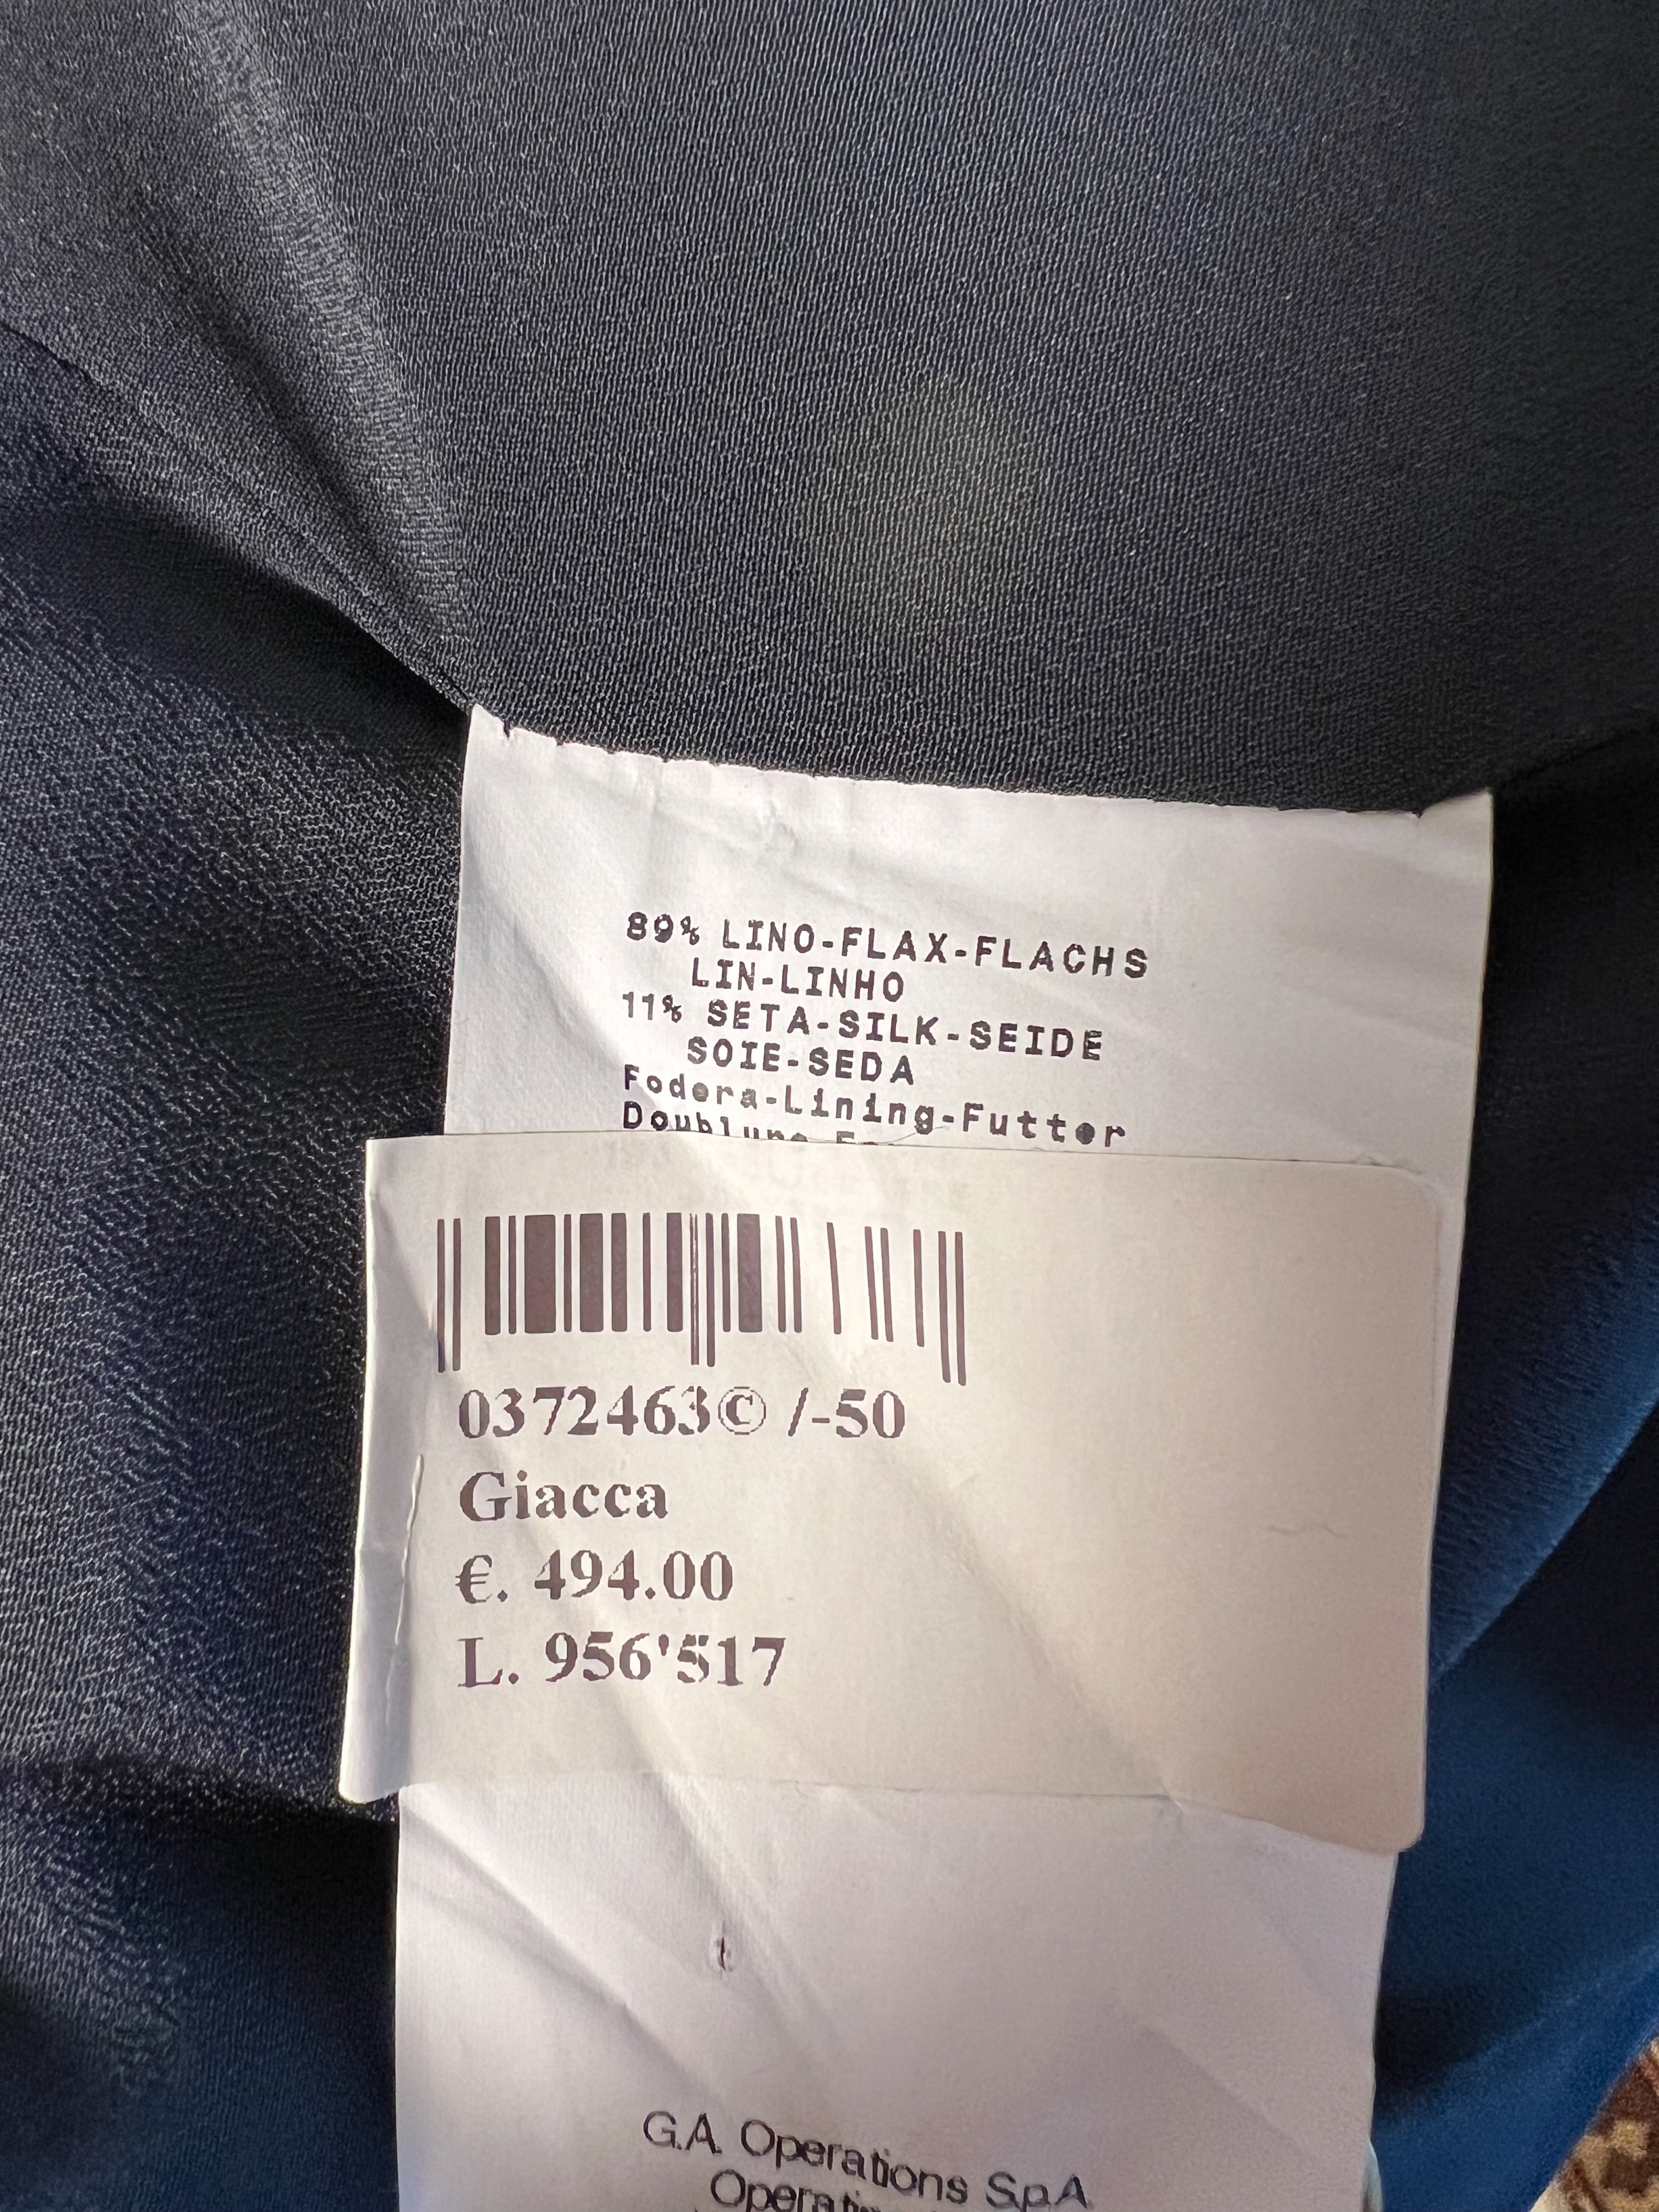 89% LINO-FLAX-FLACHS
LIN-LINHO
11% SETA-SILK-SEIDE
SOIE-SEDA
Fodera-Lining-Futter
0372463© /-50
Giacca
€. 494.00
L. 956'517
G.A. Operations S.p.A.